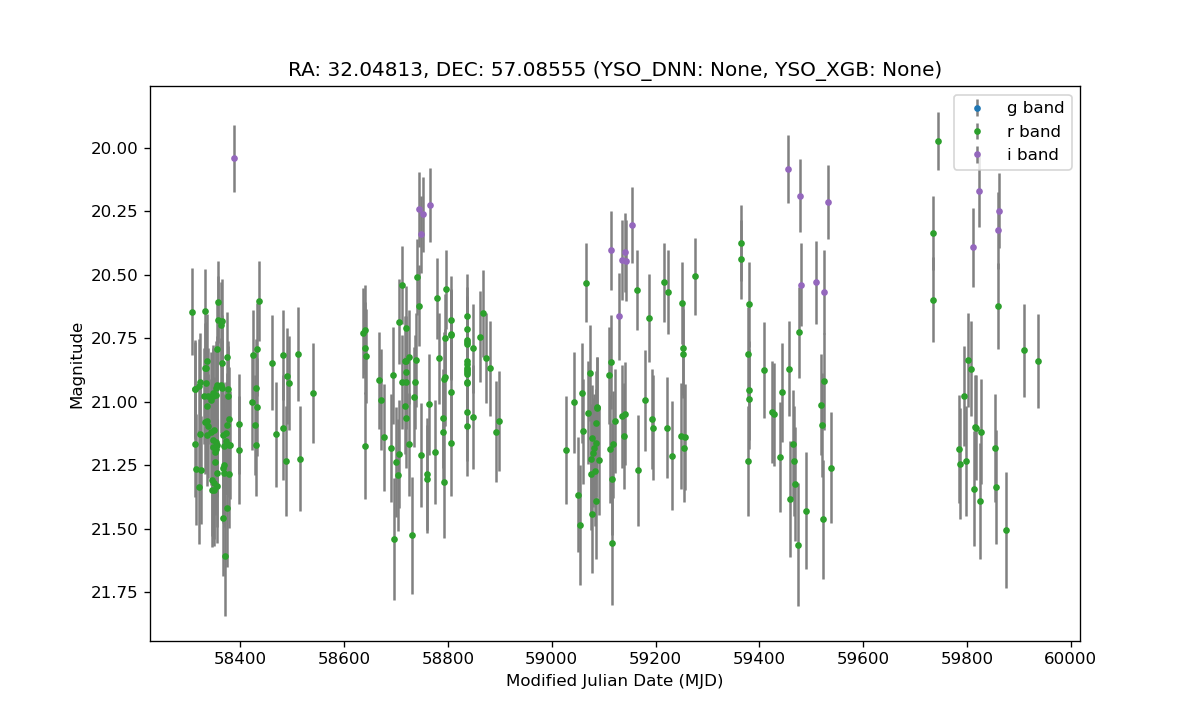 RA: 32.04813, DEC: 57.08555 (YSO_DNN: None, YSO_XGB: None)
g band
r band
i band
Magnitude
20.00
20.25
20.50
20.75
21.00
21.25
21.50
21.75
58400 58600 58800 59000 59200 59400 59600 59800 60000
Modified Julian Date (MJD)